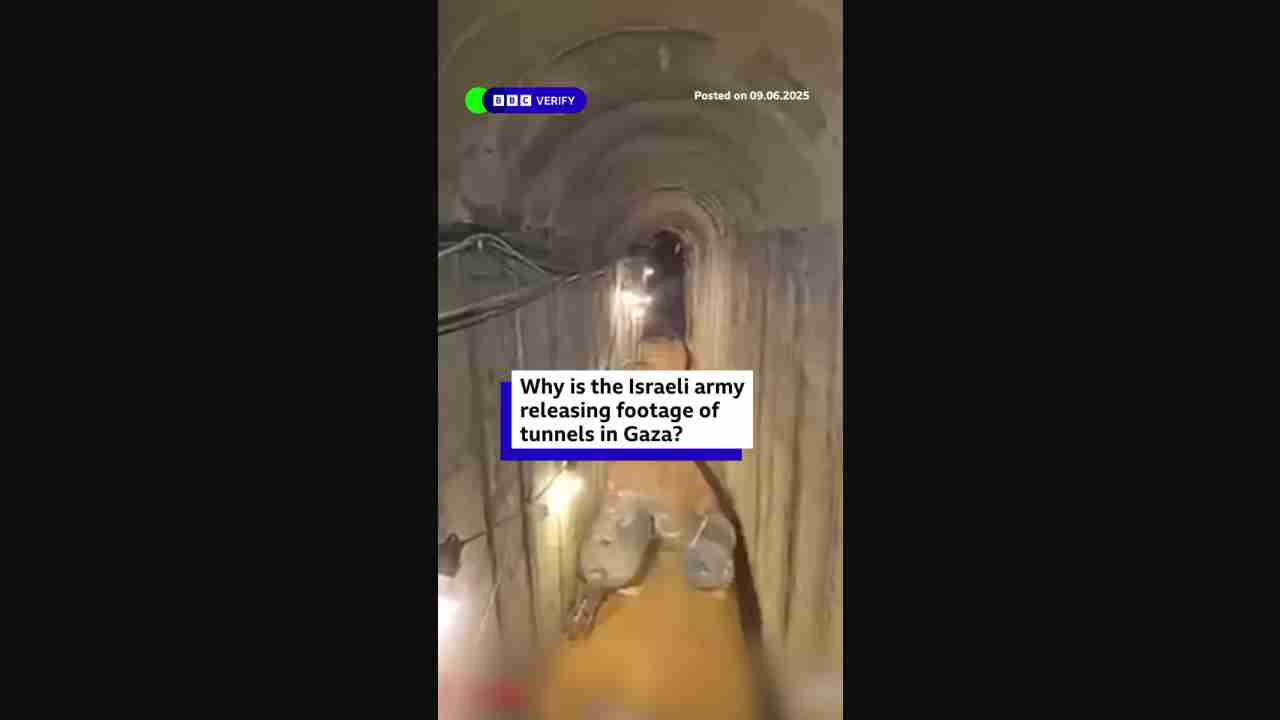 BBC VERIFY
Posted on 09.06.2025
Why is the Israeli army
releasing footage of
tunnels in Gaza?